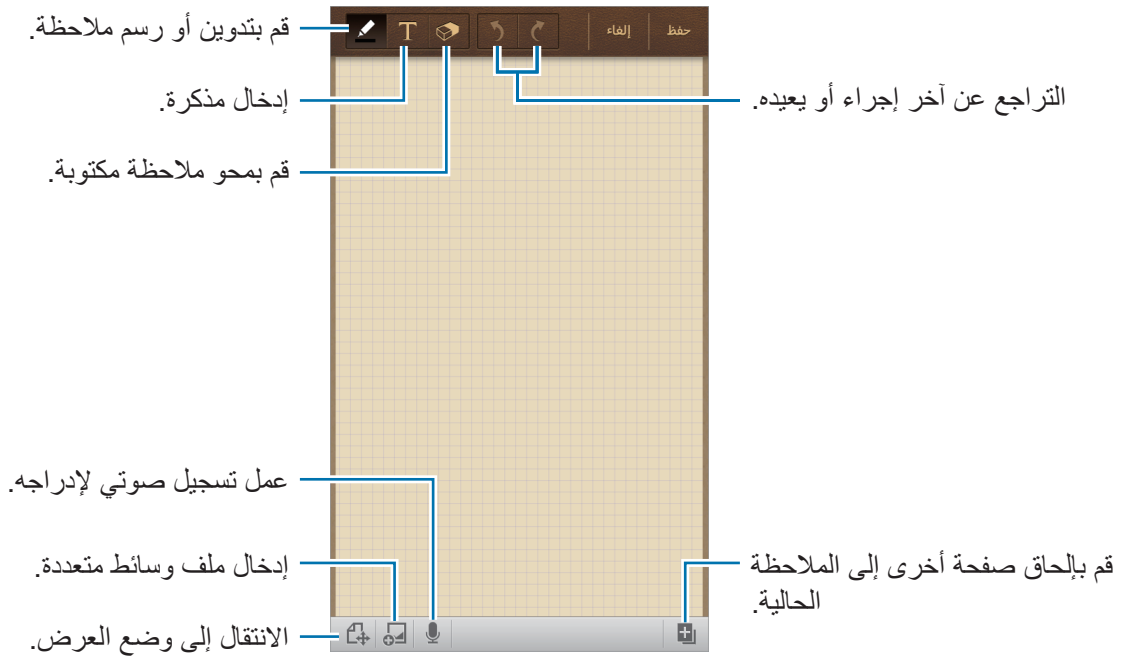 قم بتدوين أو رسم ملاحظة.
T
إلغاء
حفظ
إدخال مذكرة.
التراجع عن آخر إجراء أو يعيده.
قم بمحو ملاحظة مكتوبة.
عمل تسجيل صوتي لإدراجه.
إدخال ملف وسائط متعددة.
قم بإلحاق صفحة أخرى إلى الملاحظة
الحالية.
الانتقال إلى وضع العرض.